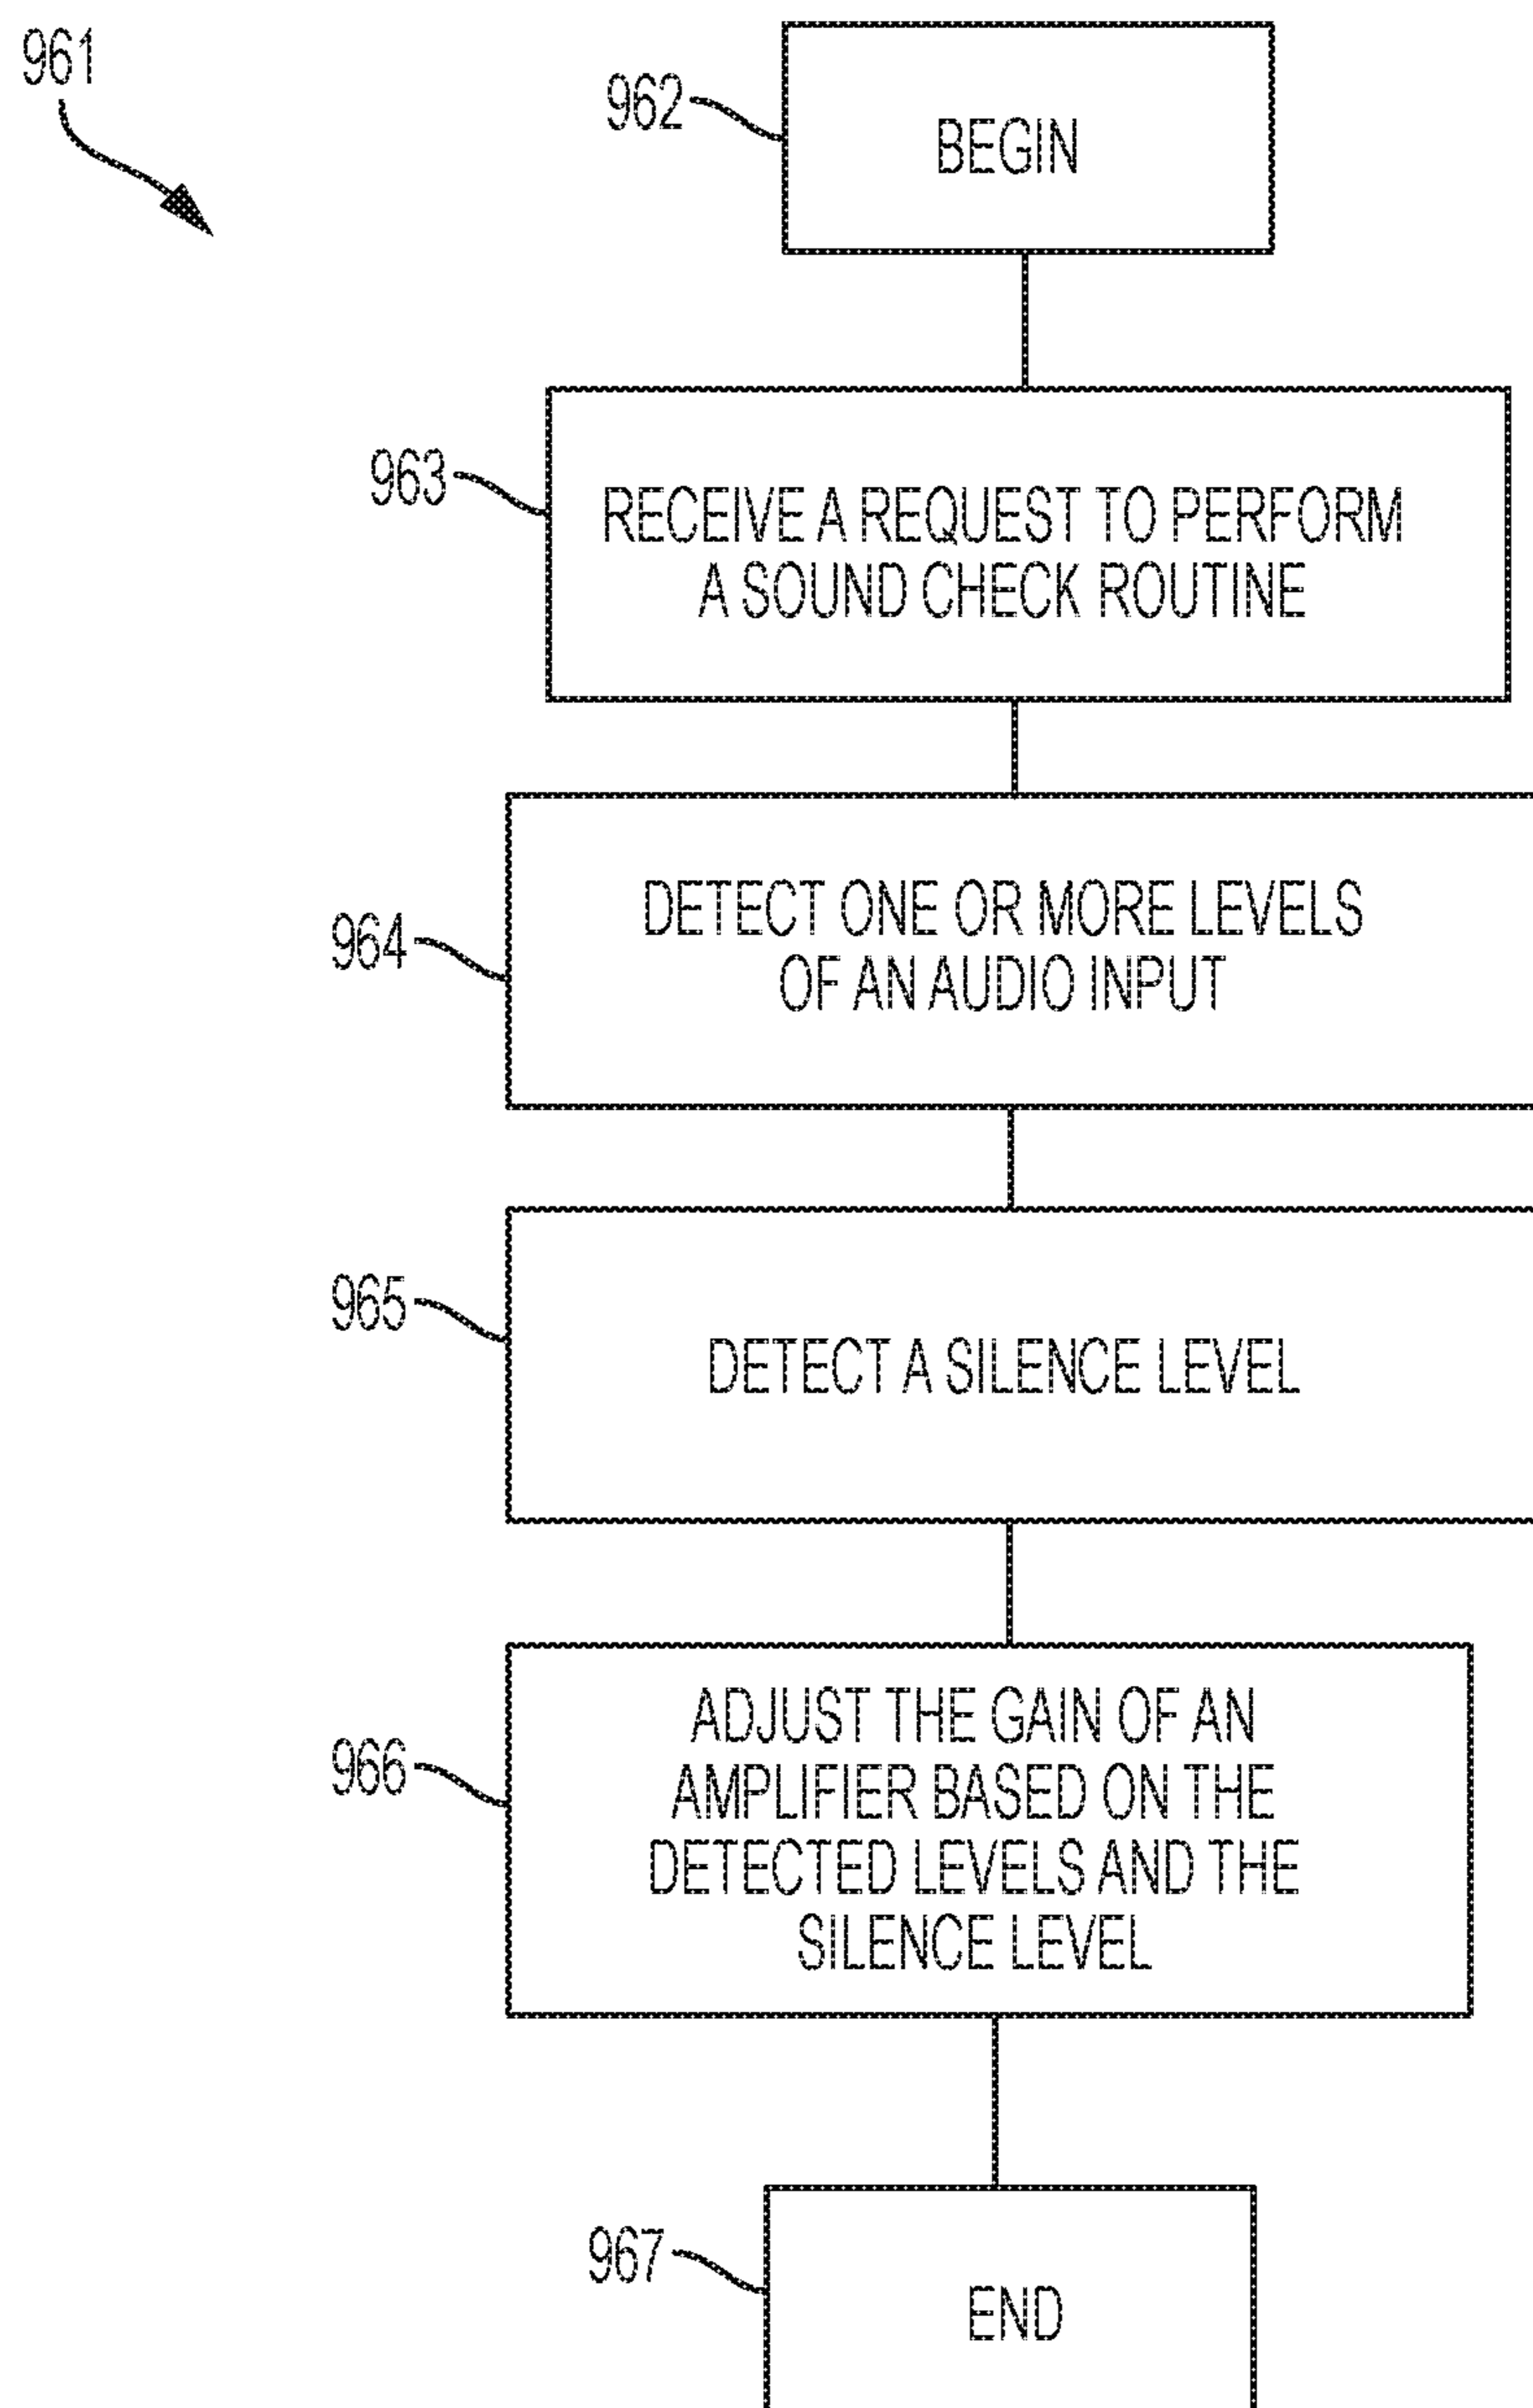 961
962
BEGIN
963
RECEIVE A REQUEST TO PERFORM
A SOUND CHECK ROUTINE
964
DETECT ONE OR MORE LEVELS
OF AN AUDIO INPUT
965
DETECT A SILENCE LEVEL
966
ADJUST THE GAIN OF AN
AMPLIFIER BASED ON THE
DETECTED LEVELS AND THE
SILENCE LEVEL
967
END